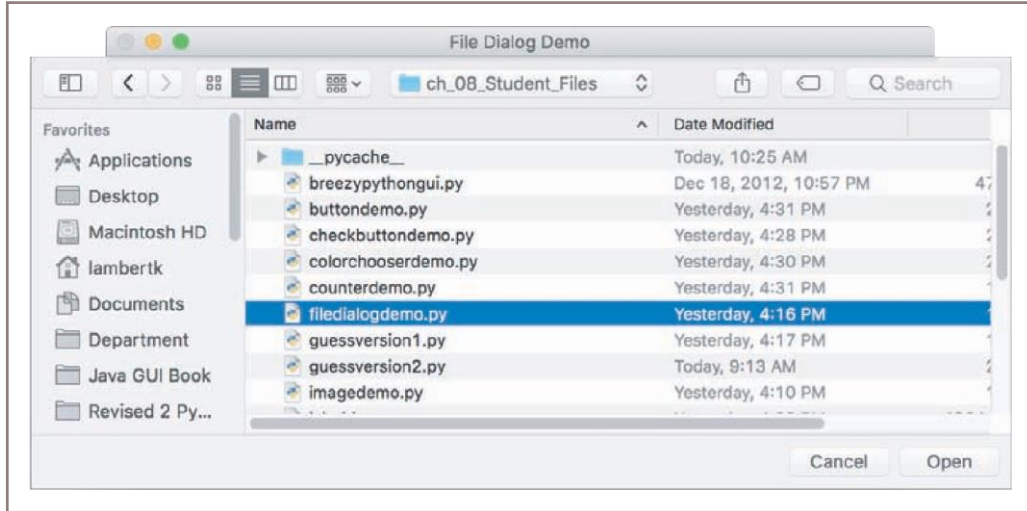 File Dialog Demo
ch_08_Student_Files
Search
Favorites
Applications
Desktop
Macintosh HD
lambertk
Documents
Department
Java GUI Book
Revised 2 Py...
Name Date Modified
__pycache__ Today, 10:25 AM
breezypythongui.py Dec 18, 2012, 10:57 PM 47
buttondemo.py Yesterday, 4:31 PM
checkbuttondemo.py Yesterday, 4:28 PM
colorchooserdemo.py Yesterday, 4:30 PM
counterdemo.py Yesterday, 4:31 PM
filedialogdemo.py Yesterday, 4:16 PM
guessversion1.py Yesterday, 4:17 PM
guessversion2.py Today, 9:13 AM
imagedemo.py Yesterday, 4:10 PM
Cancel Open